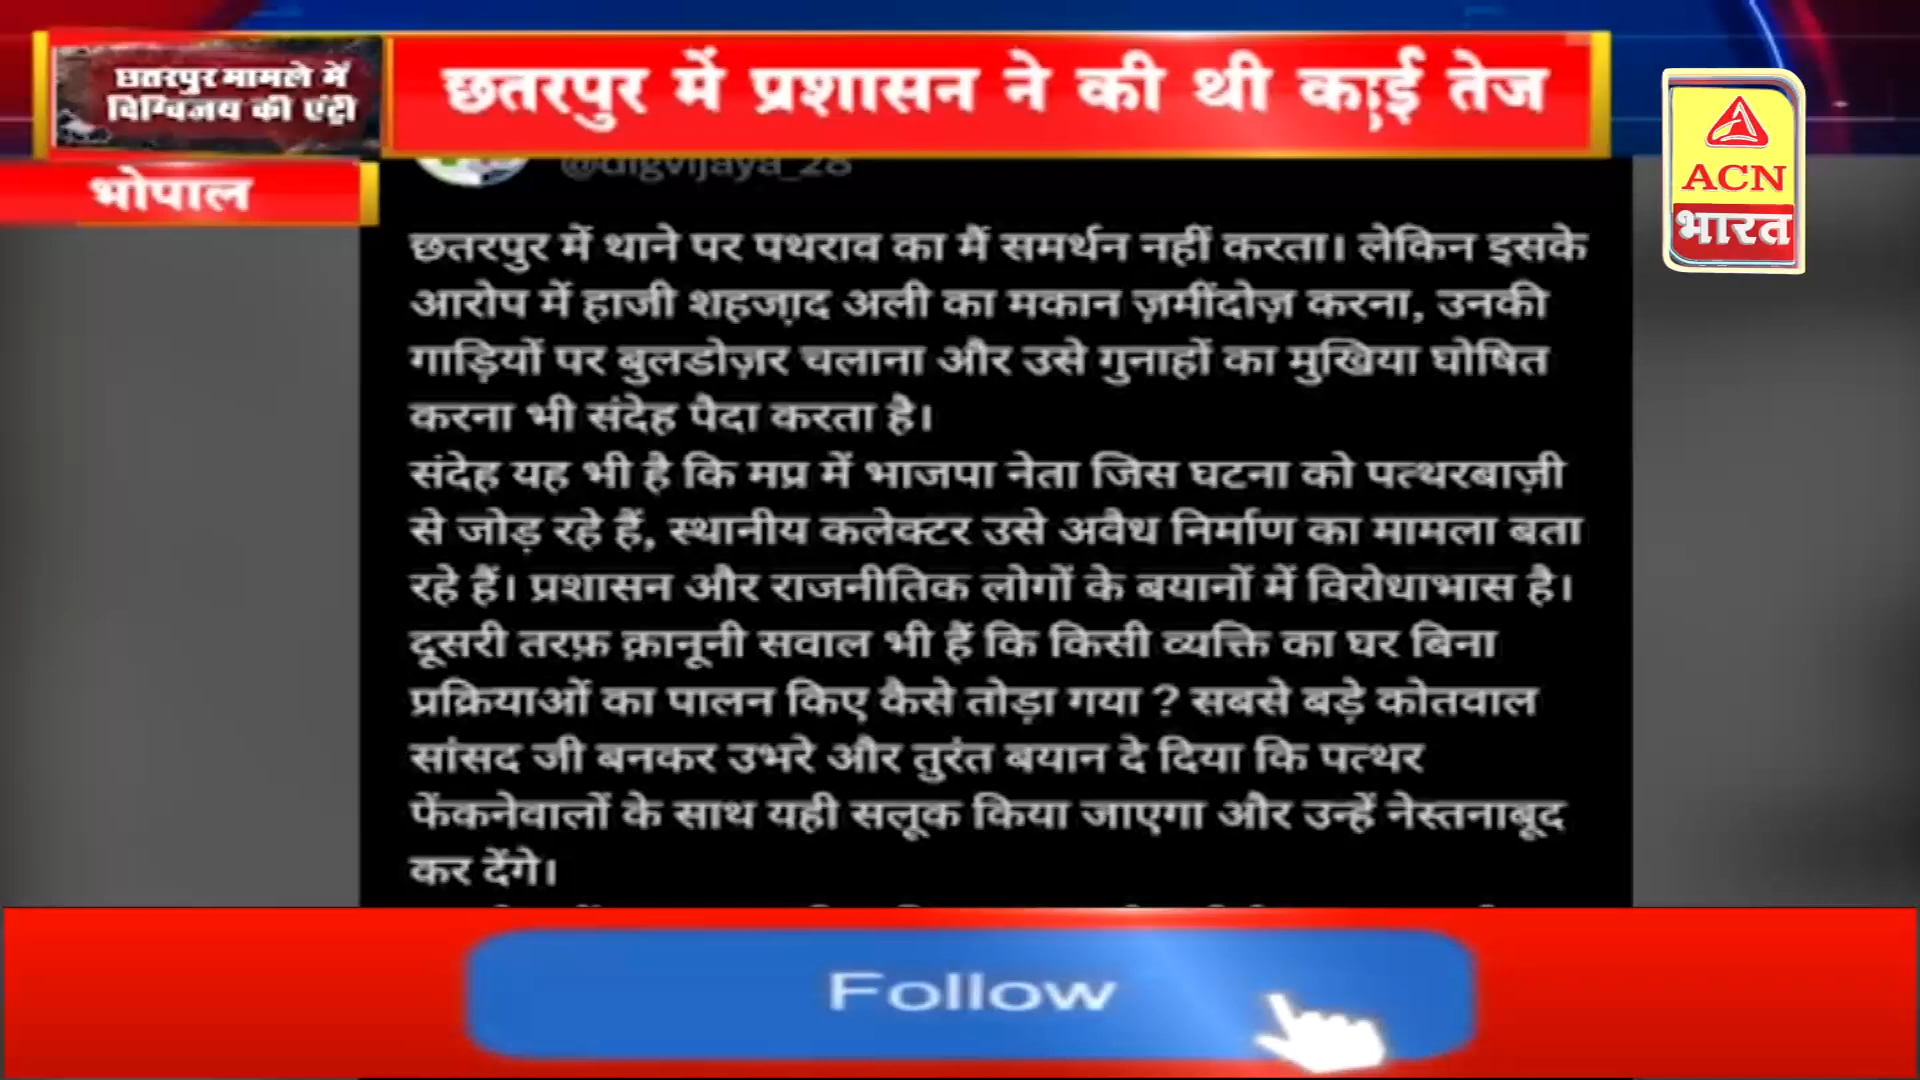 छतरपुर मामले में
दिग्विजय की एंट्री
छतरपुर में प्रशासन ने की थी तेज
ACN
भारत
भोपाल
@digvijaya_28
छतरपुर में थाने पर पथराव का मैं समर्थन नहीं करता। लेकिन इसके
आरोप में हाजी शहज़ाद अली का मकान ज़मींदोज़ करना, उनकी
गाड़ियों पर बुलडोज़र चलाना और उसे गुनाहों का मुखिया घोषित
करना भी संदेह पैदा करता है।
संदेह यह भी है कि मप्र में भाजपा नेता जिस घटना को पत्थरबाज़ी
से जोड़ रहे हैं, स्थानीय कलेक्टर उसे अवैध निर्माण का मामला बता
रहे हैं। प्रशासन और राजनीतिक लोगों के बयानों में विरोधाभास है।
दूसरी तरफ़ क़ानूनी सवाल भी हैं कि किसी व्यक्ति का घर बिना
प्रक्रियाओं का पालन किए कैसे तोड़ा गया ? सबसे बड़े कोतवाल
सांसद जी बनकर उभरे और तुरंत बयान दे दिया कि पत्थर
फेंकनेवालों के साथ यही सलूक किया जाएगा और उन्हें नेस्तनाबूद
कर देंगे।
Follow